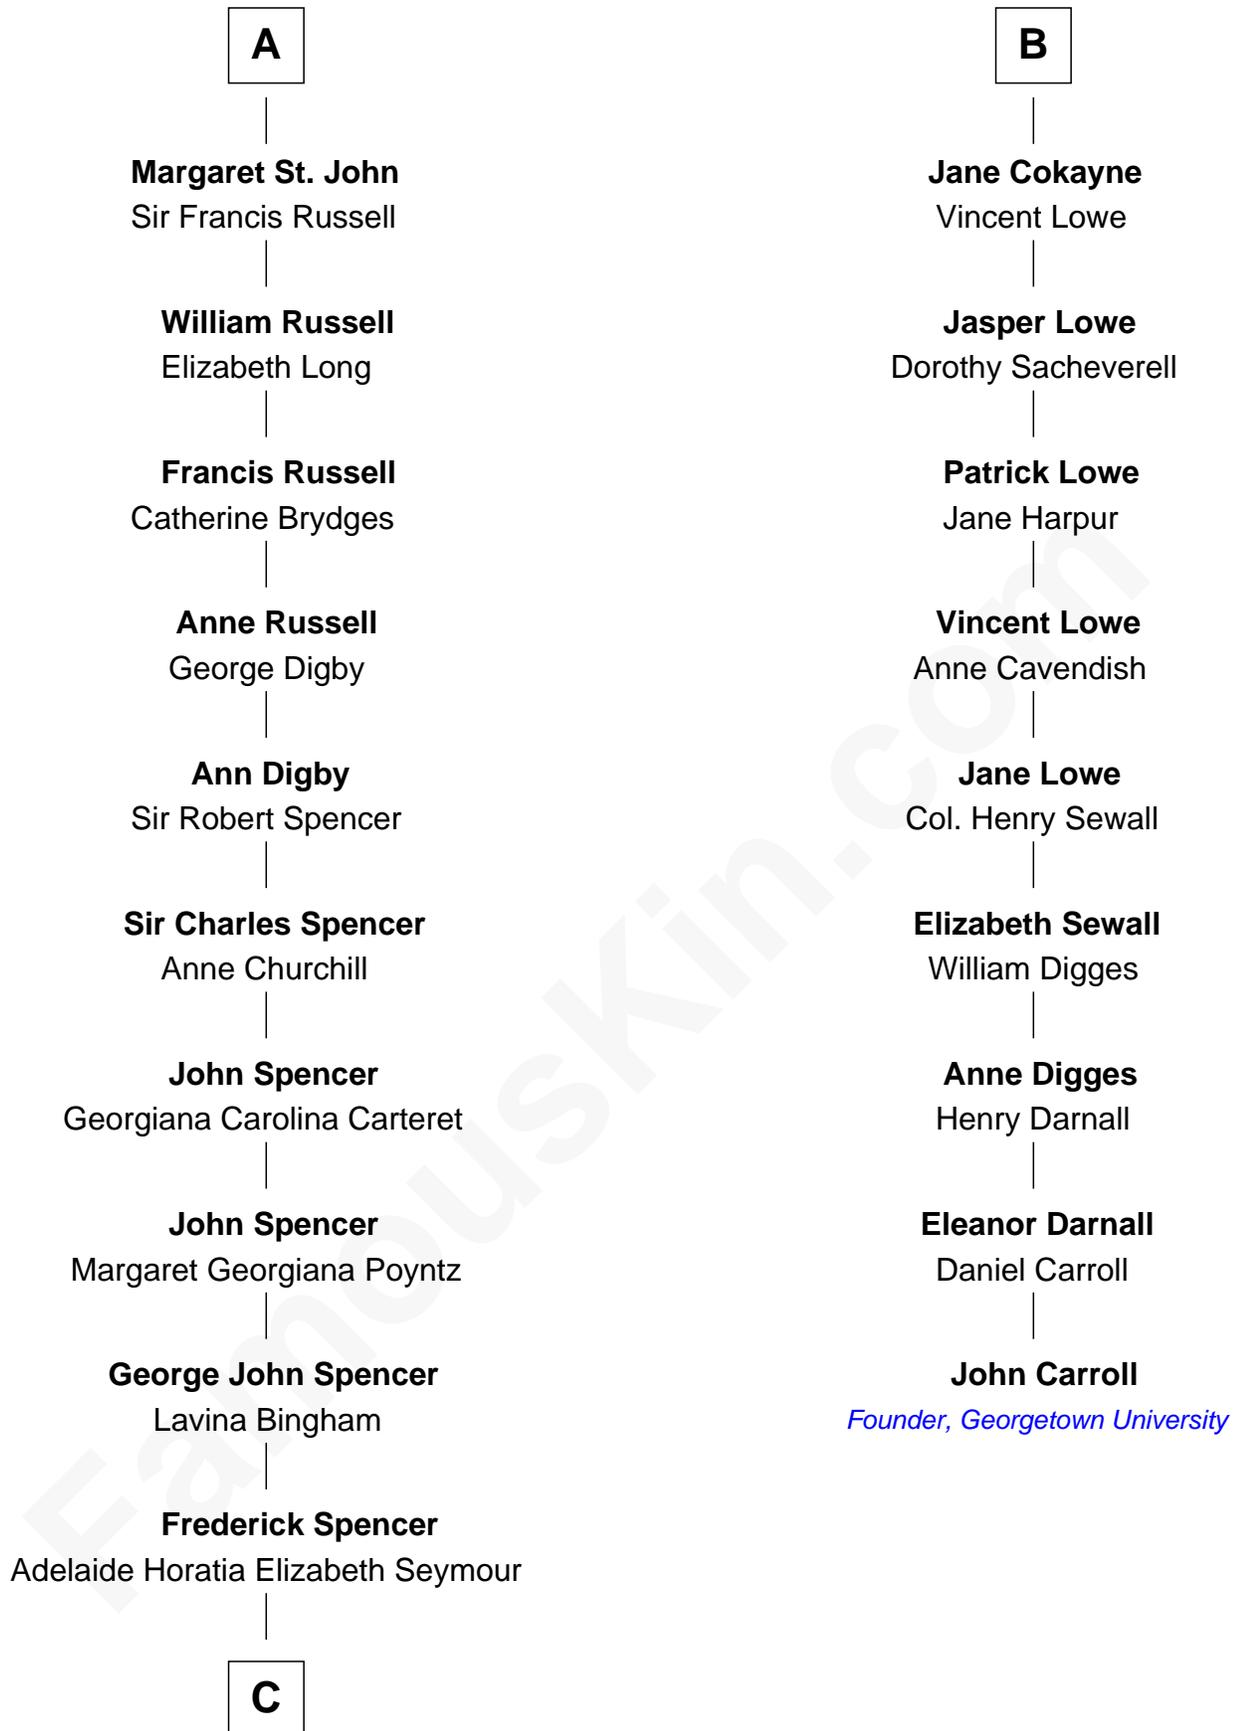 A
Margaret St. John
Sir Francis Russell
William Russell
Elizabeth Long
Francis Russell
Catherine Brydges
Anne Russell
George Digby
Ann Digby
Sir Robert Spencer
Sir Charles Spencer
Anne Churchill
John Spencer
Georgiana Carolina Carteret
John Spencer
Margaret Georgiana Poyntz
George John Spencer
Lavina Bingham
Frederick Spencer
Adelaide Horatia Elizabeth Seymour
C
B
Jane Cokayne
Vincent Lowe
Jasper Lowe
Dorothy Sacheverell
Patrick Lowe
Jane Harpur
Vincent Lowe
Anne Cavendish
Jane Lowe
Col. Henry Sewall
Elizabeth Sewall
William Digges
Anne Digges
Henry Darnall
Eleanor Darnall
Daniel Carroll
John Carroll
Founder, Georgetown University
FamousKin.com